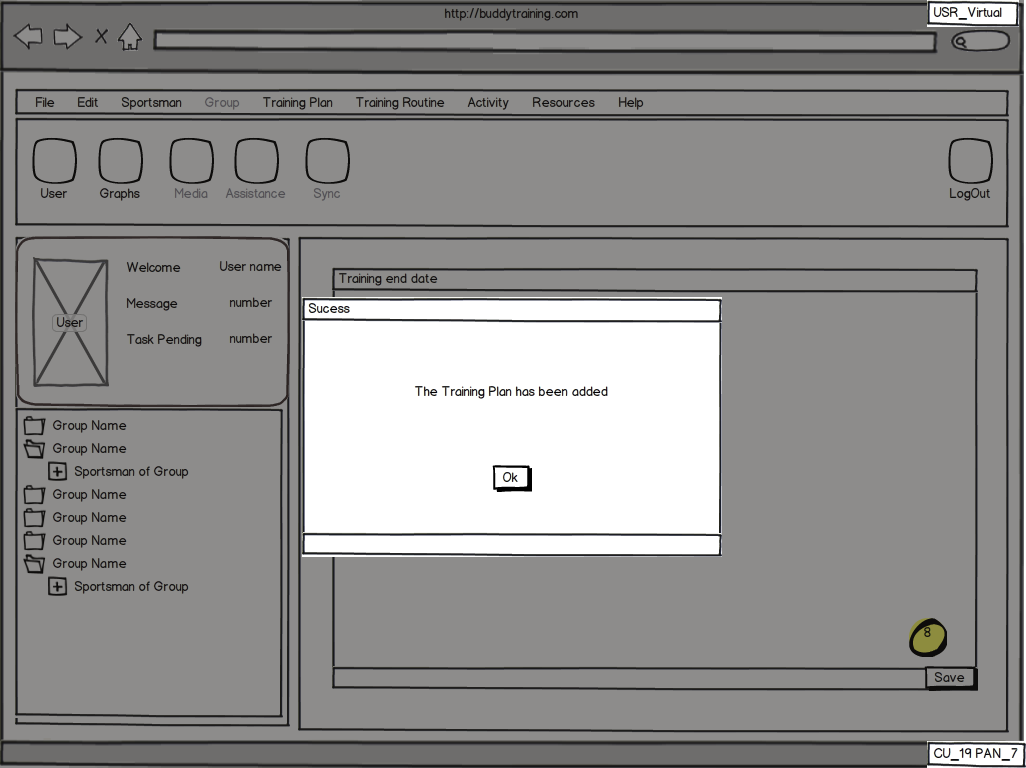 http://buddytraining.com
USR_Virtual
X
File Edit Sportsman Group Training Plan Training Routine Activity Resources Help
User Graphs Media Assistance Sync LogOut
Welcome User name
Message number
User
Task Pending number
Group Name
Group Name
Sportsman of Group
Group Name
Group Name
Group Name
Group Name
Sportsman of Group
Training end date
Sucess
The Training Plan has been added
Ok
8
Save
CU_19 PAN_7